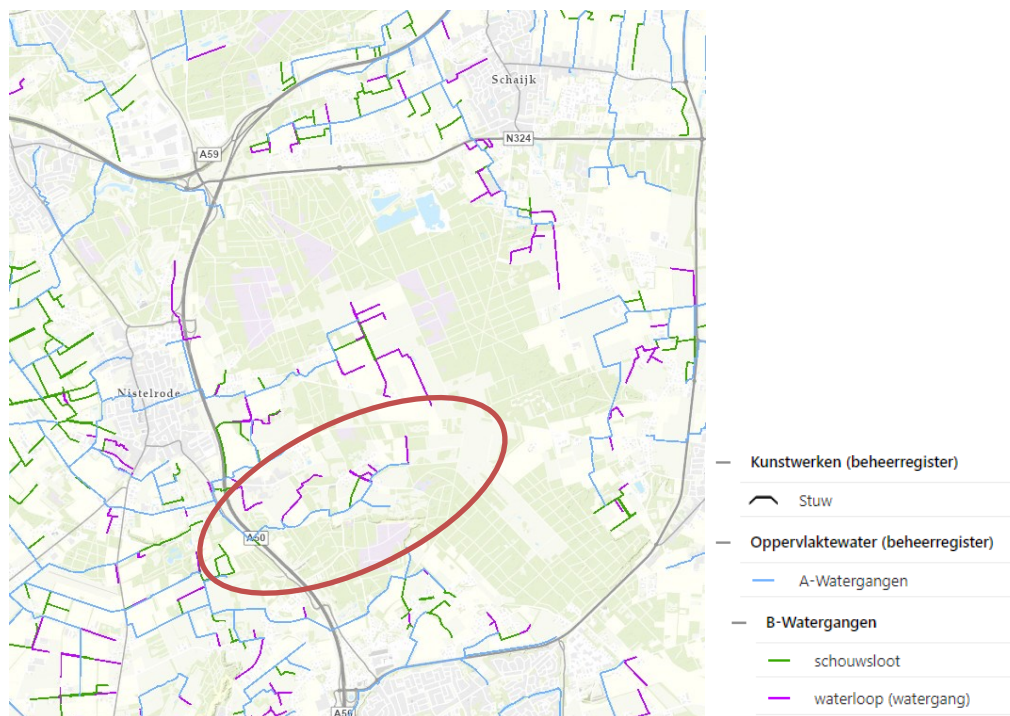 Schaijk
N324
A59
Nistelrode
A50
A50
Kunstwerken (beheerregister)
Stuw
Oppervlaktewater (beheerregister)
A-Watergangen
B-Watergangen
schouwsloot
waterloop (watergang)